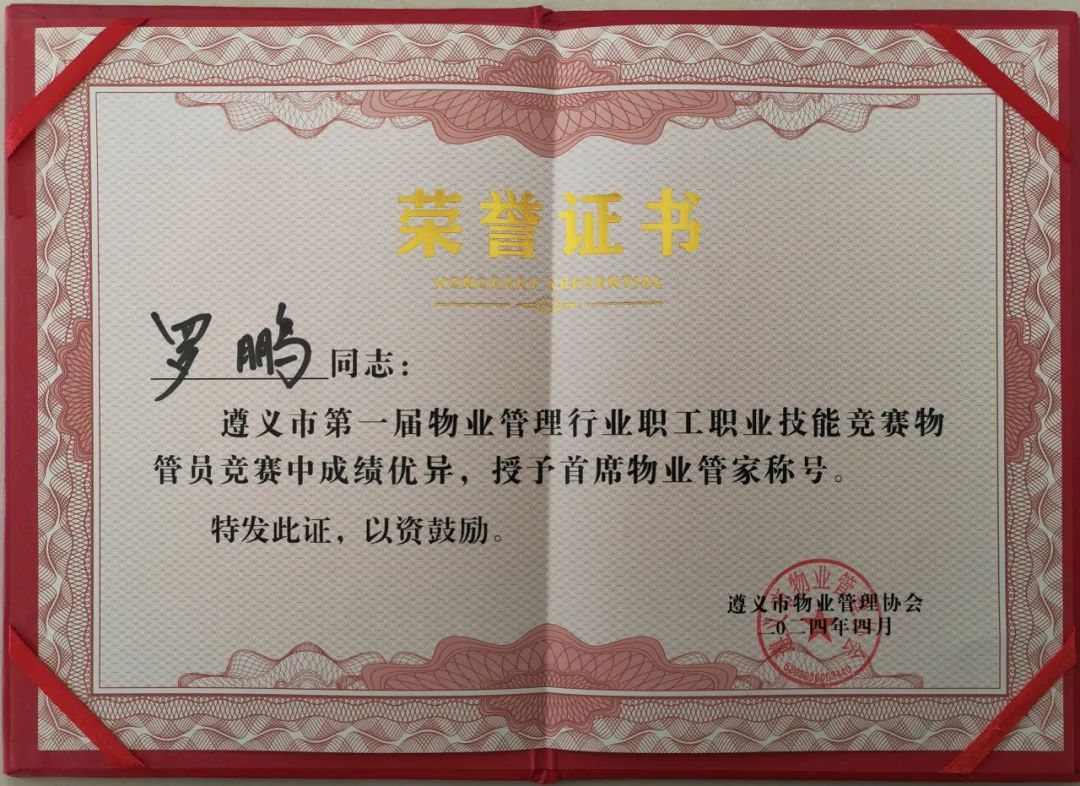 荣誉证书
HONORARY CREDENTIAL
罗鹏同志：
遵义市第一届物业管理行业职工职业技能竞赛物
管员竞赛中成绩优异，授予首席物业管家称号。
特发此证，以资鼓励。
遵义市物业管理协会
二0二四年四月